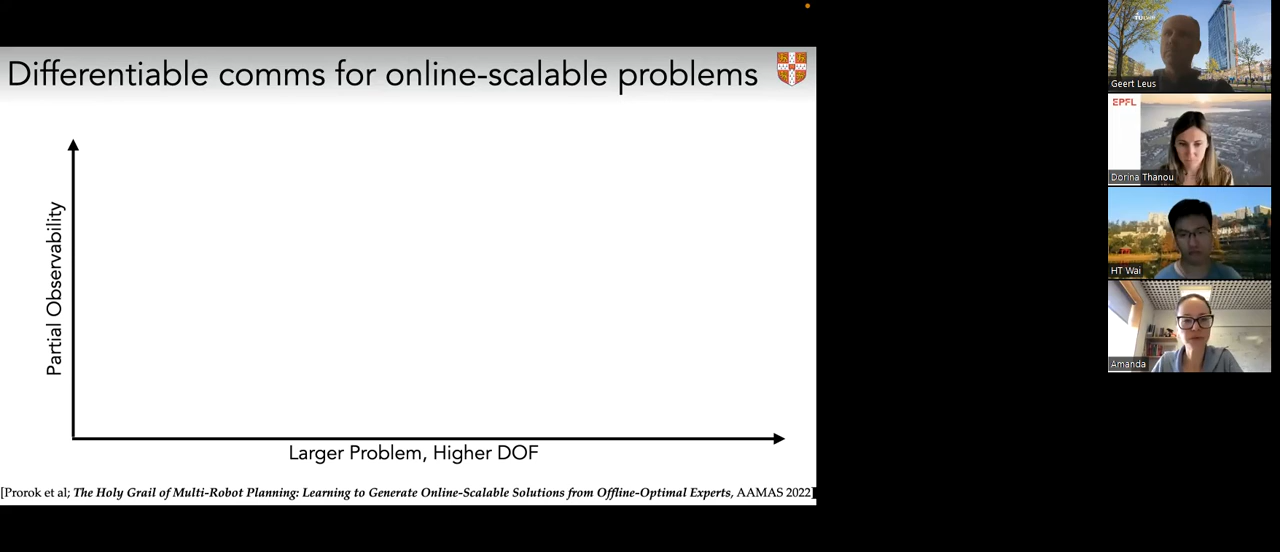 Differentiable comms for online-scalable problems
Partial Observability
Larger Problem, Higher DOF
[Prorok et al; The Holy Grail of Multi-Robot Planning: Learning to Generate Online-Scalable Solutions from Offline-Optimal Experts, AAMAS 2022]
Geert Leus
EPFL
Dorina Thanou
HT Wai
Amanda